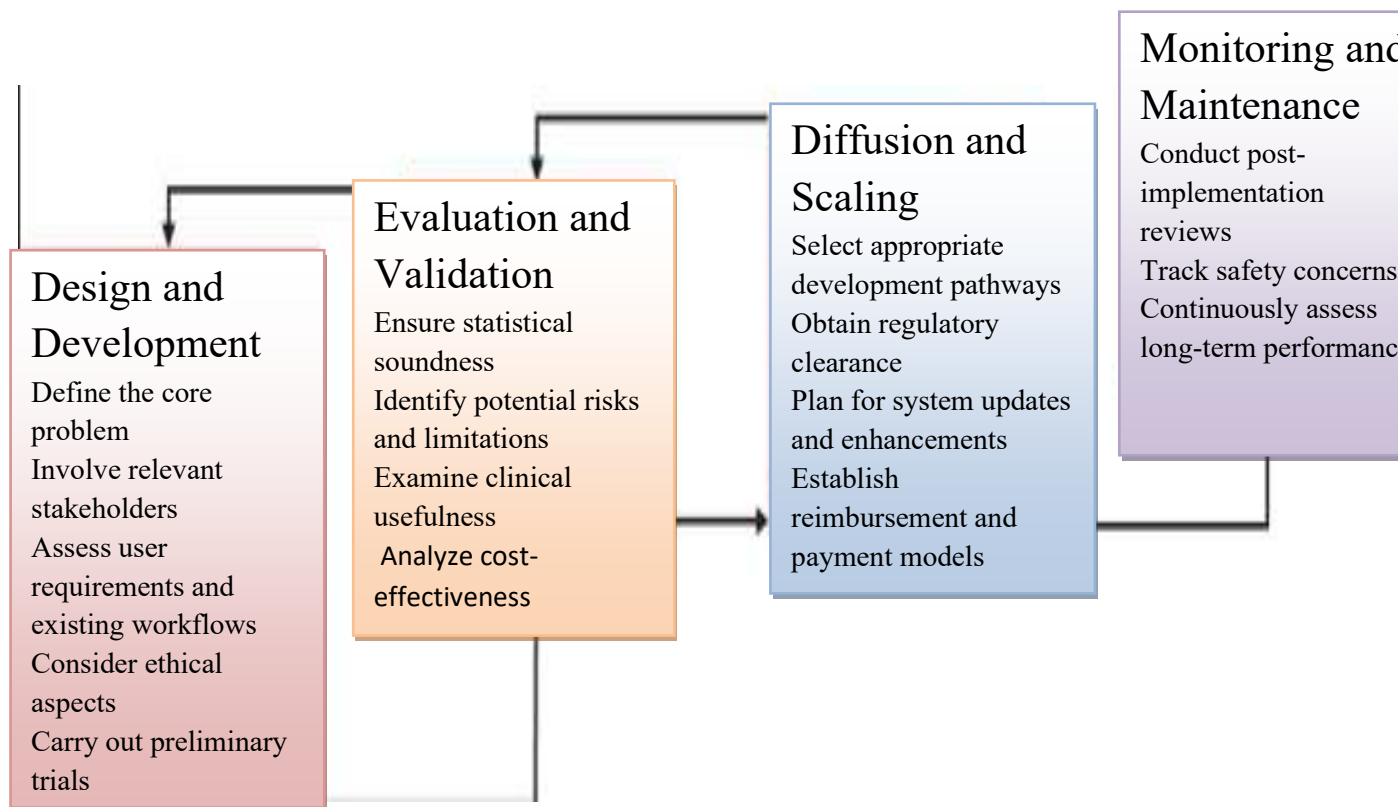 Design and
Development
Define the core
problem
Involve relevant
stakeholders
Assess user
requirements and
existing workflows
Consider ethical
aspects
Carry out preliminary
trials
Evaluation and
Validation
Ensure statistical
soundness
Identify potential risks
and limitations
Examine clinical
usefulness
Analyze cost-
effectiveness
Diffusion and
Scaling
Select appropriate
development pathways
Obtain regulatory
clearance
Plan for system updates
and enhancements
Establish
reimbursement and
payment models
Monitoring and
Maintenance
Conduct post-
implementation
reviews
Track safety concerns
Continuously assess
long-term performanc